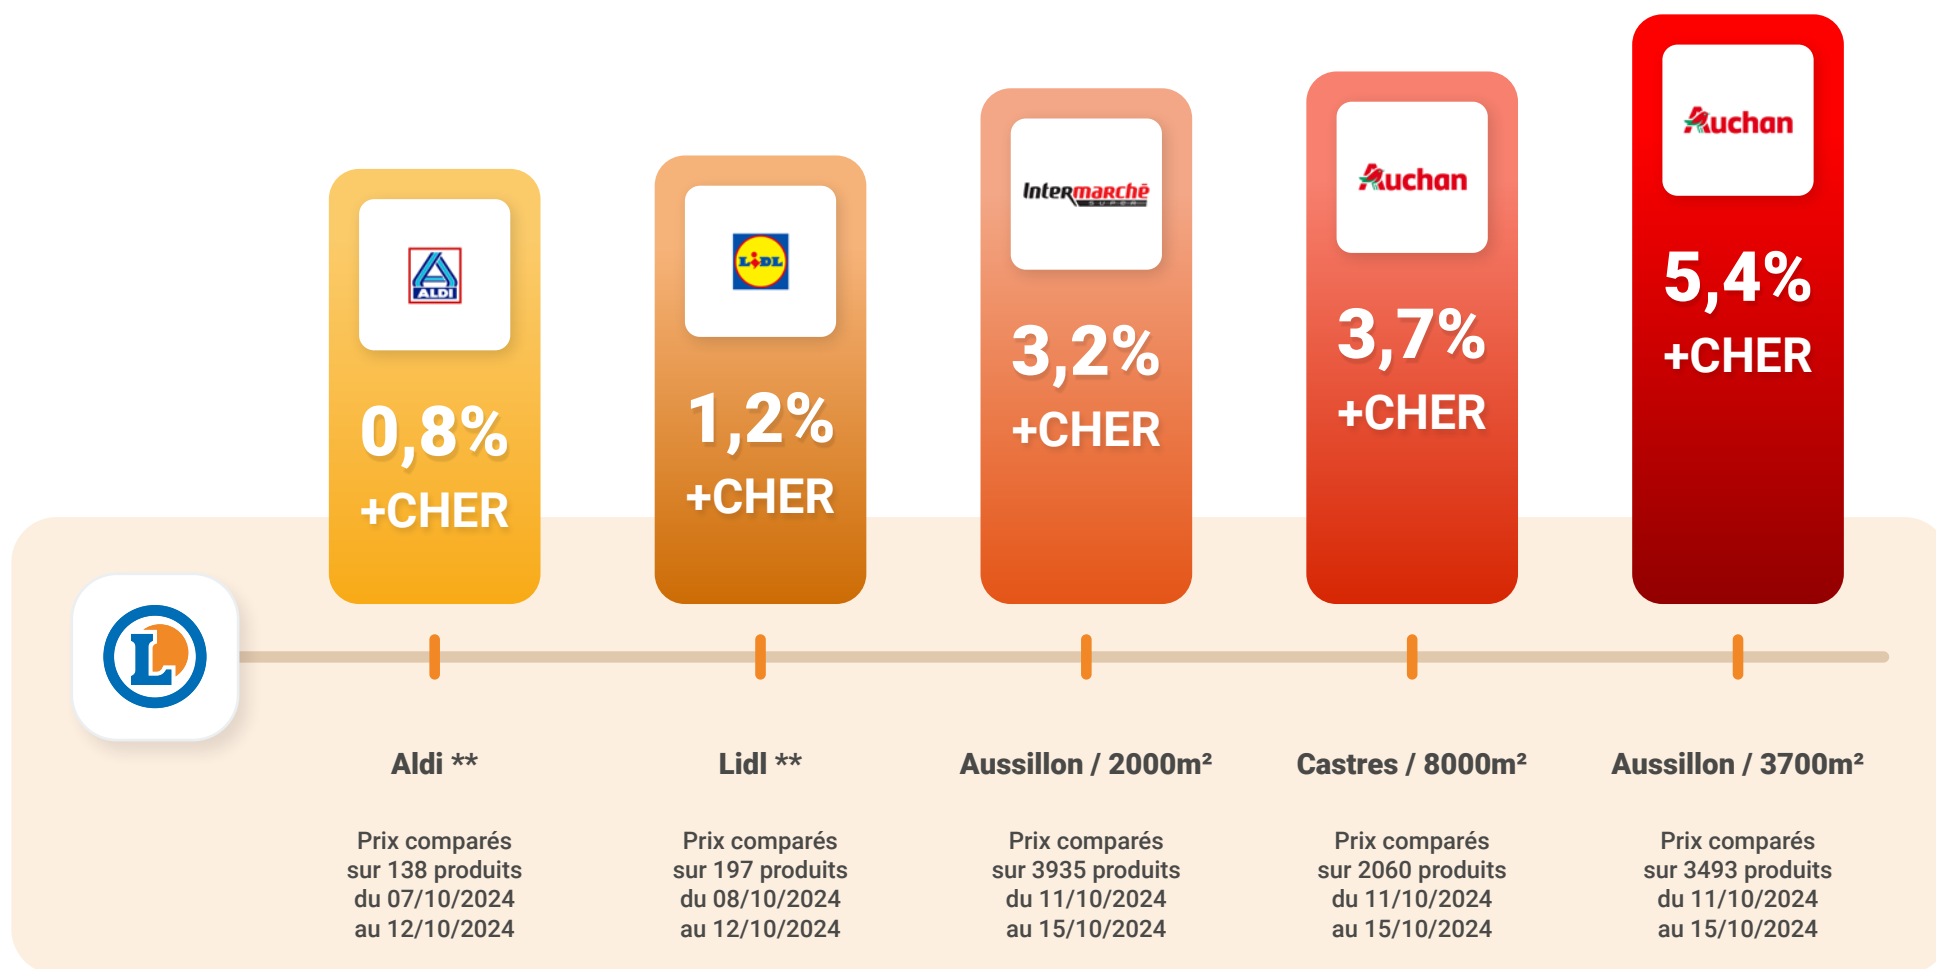 ALDI
0,8%
+CHER
LIDL
1,2%
+CHER
Intermarchē
SUPER
3,2%
+CHER
Auchan
3,7%
+CHER
Auchan
5,4%
+CHER
L
Aldi **
Prix comparés
sur 138 produits
du 07/10/2024
au 12/10/2024
Lidl **
Prix comparés
sur 197 produits
du 08/10/2024
au 12/10/2024
Aussillon / 2000m²
Prix comparés
sur 3935 produits
du 11/10/2024
au 15/10/2024
Castres / 8000m²
Prix comparés
sur 2060 produits
du 11/10/2024
au 15/10/2024
Aussillon / 3700m²
Prix comparés
sur 3493 produits
du 11/10/2024
au 15/10/2024